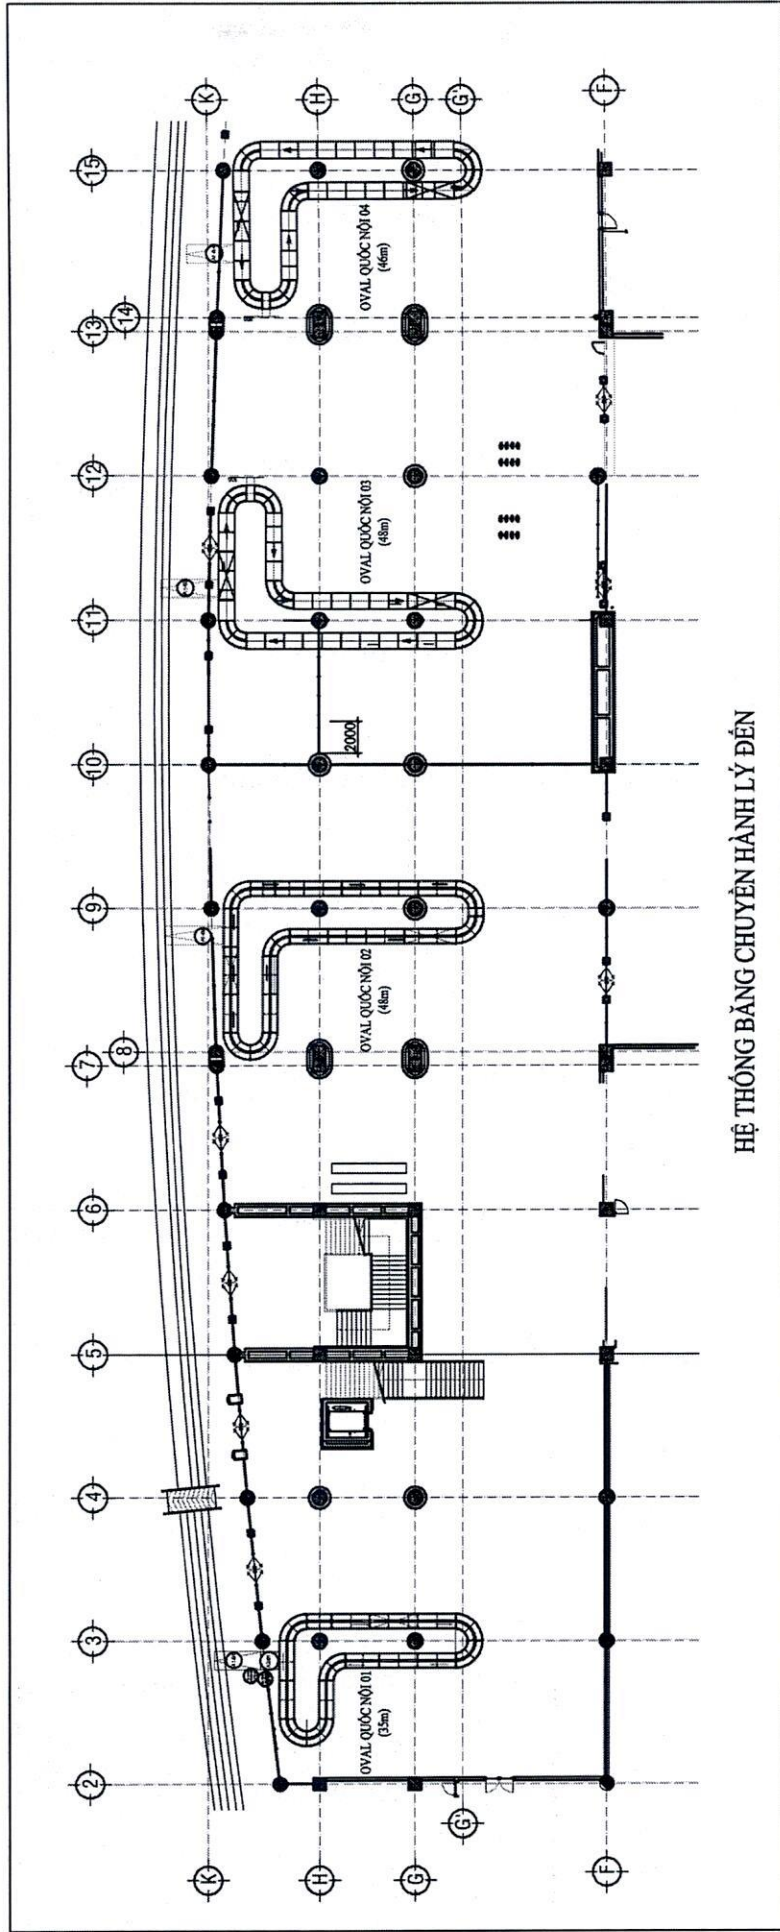 2
3
4
5
6
7
8
9
10
11
12
13
14
15
K
K
H
H
G
G
G'
G'
F
F
OVAL QUỐC NỘI 01
(35m)
OVAL QUỐC NỘI 02
(48m)
OVAL QUỐC NỘI 03
(48m)
OVAL QUỐC NỘI 04
(46m)
2000
HỆ THỐNG BĂNG CHUYỀN HÀNH LÝ ĐẾN